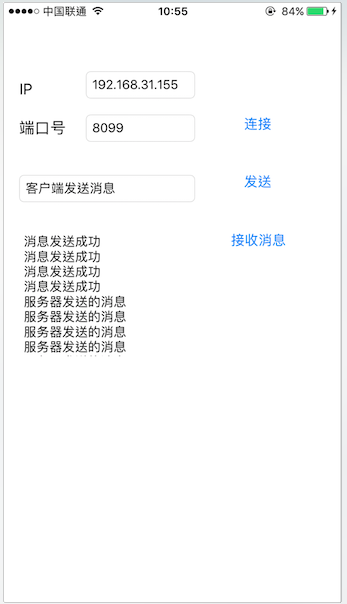 中国联通 10:55 84%
IP 192.168.31.155
端口号 8099 连接
客户端发送消息 发送
消息发送成功 接收消息
消息发送成功
消息发送成功
消息发送成功
服务器发送的消息
服务器发送的消息
服务器发送的消息
服务器发送的消息